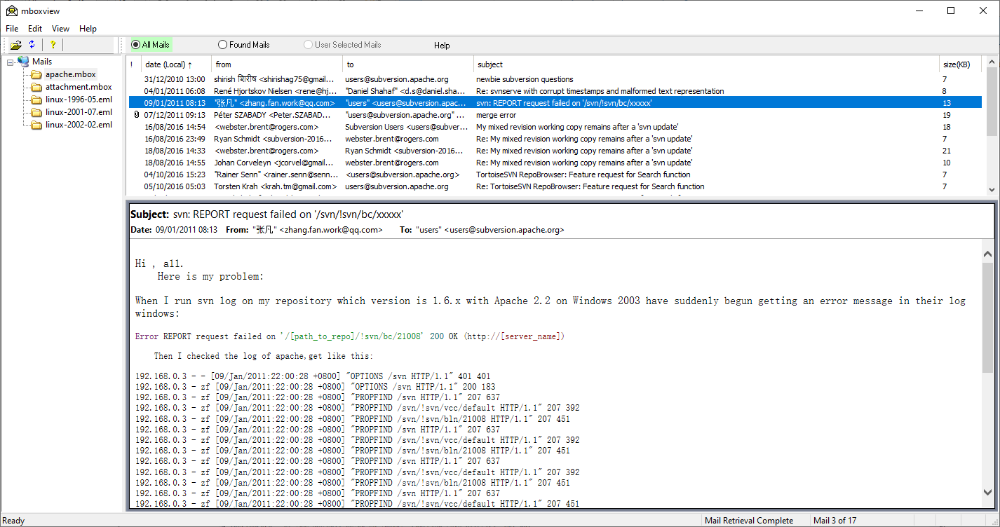 mboxview
File Edit View Help
All Mails Found Mails User Selected Mails Help
Mails
apache.mbox
attachment.mbox
linux-1996-05.eml
linux-2001-07.eml
linux-2002-02.eml
! date (Local) ↑ from to subject size(KB)
31/12/2010 13:00 shirish शिरीष <shirishag75@gmail... users@subversion.apache.org newbie subversion questions 7
04/01/2011 06:08 René Hjortskov Nielsen <rene@hj... "Daniel Shahaf" <d.s@daniel.sha... Re: svnserve with corrupt timestamps and malformed text representation 8
09/01/2011 08:13 "张凡" <zhang.fan.work@qq.com> "users" <users@subversion.apac... svn: REPORT request failed on '/svn/!svn/bc/xxxxx' 13
07/12/2011 09:13 Péter SZABADY <Peter.SZABAD... "users@subversion.apache.org" ... merge error 19
16/08/2016 14:54 <webster.brent@rogers.com> Subversion Users <users@subver... My mixed revision working copy remains after a 'svn update' 18
16/08/2016 23:49 Ryan Schmidt <subversion-2016... webster.brent@rogers.com Re: My mixed revision working copy remains after a 'svn update' 7
18/08/2016 14:33 <webster.brent@rogers.com> Ryan Schmidt <subversion-2016... Re: My mixed revision working copy remains after a 'svn update' 21
18/08/2016 14:55 Johan Corveleyn <jcorvel@gmail... webster.brent@rogers.com Re: My mixed revision working copy remains after a 'svn update' 10
04/10/2016 15:23 "Rainer Senn" <rainer.senn@senn... <users@subversion.apache.org> TortoiseSVN RepoBrowser: Feature request for Search function 7
05/10/2016 05:03 Torsten Krah <krah.tm@gmail.com> users@subversion.apache.org Re: TortoiseSVN RepoBrowser: Feature request for Search function 7
Subject: svn: REPORT request failed on '/svn/!svn/bc/xxxxx'
Date: 09/01/2011 08:13 From: "张凡" <zhang.fan.work@qq.com> To: "users" <users@subversion.apache.org>
Hi , all.
Here is my problem:
When I run svn log on my repository which version is 1.6.x with Apache 2.2 on Windows 2003 have suddenly begun getting an error message in their log
windows:
Error REPORT request failed on '/[path_to_repo]/!svn/bc/21008' 200 OK (http://[server_name])
Then I checked the log of apache,get like this:
192.168.0.3 - - [09/Jan/2011:22:00:28 +0800] "OPTIONS /svn HTTP/1.1" 401 401
192.168.0.3 - zf [09/Jan/2011:22:00:28 +0800] "OPTIONS /svn HTTP/1.1" 200 183
192.168.0.3 - zf [09/Jan/2011:22:00:28 +0800] "PROPFIND /svn HTTP/1.1" 207 637
192.168.0.3 - zf [09/Jan/2011:22:00:28 +0800] "PROPFIND /svn/!svn/vcc/default HTTP/1.1" 207 392
192.168.0.3 - zf [09/Jan/2011:22:00:28 +0800] "PROPFIND /svn/!svn/bln/21008 HTTP/1.1" 207 451
192.168.0.3 - zf [09/Jan/2011:22:00:28 +0800] "PROPFIND /svn HTTP/1.1" 207 637
192.168.0.3 - zf [09/Jan/2011:22:00:28 +0800] "PROPFIND /svn/!svn/vcc/default HTTP/1.1" 207 392
192.168.0.3 - zf [09/Jan/2011:22:00:28 +0800] "PROPFIND /svn/!svn/bln/21008 HTTP/1.1" 207 451
192.168.0.3 - zf [09/Jan/2011:22:00:28 +0800] "PROPFIND /svn HTTP/1.1" 207 637
192.168.0.3 - zf [09/Jan/2011:22:00:28 +0800] "PROPFIND /svn/!svn/vcc/default HTTP/1.1" 207 392
192.168.0.3 - zf [09/Jan/2011:22:00:28 +0800] "PROPFIND /svn/!svn/bln/21008 HTTP/1.1" 207 451
192.168.0.3 - zf [09/Jan/2011:22:00:28 +0800] "PROPFIND /svn HTTP/1.1" 207 637
192.168.0.3 - zf [09/Jan/2011:22:00:28 +0800] "PROPFIND /svn/!svn/vcc/default HTTP/1.1" 207 451
Ready Mail Retrieval Complete Mail 3 of 17